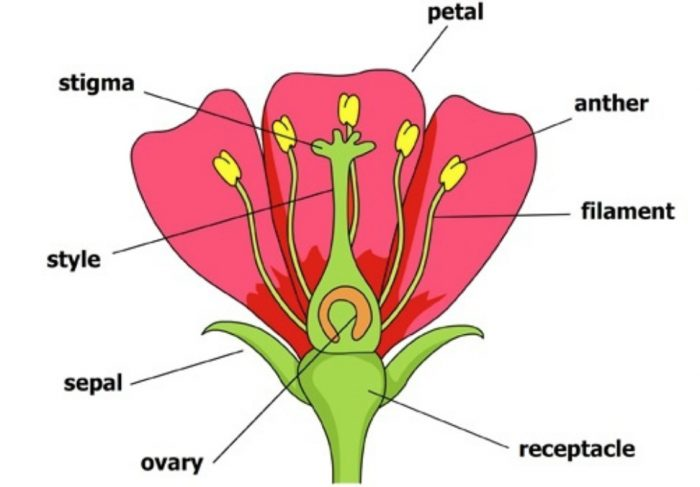 petal
stigma
anther
filament
style
sepal
ovary
receptacle